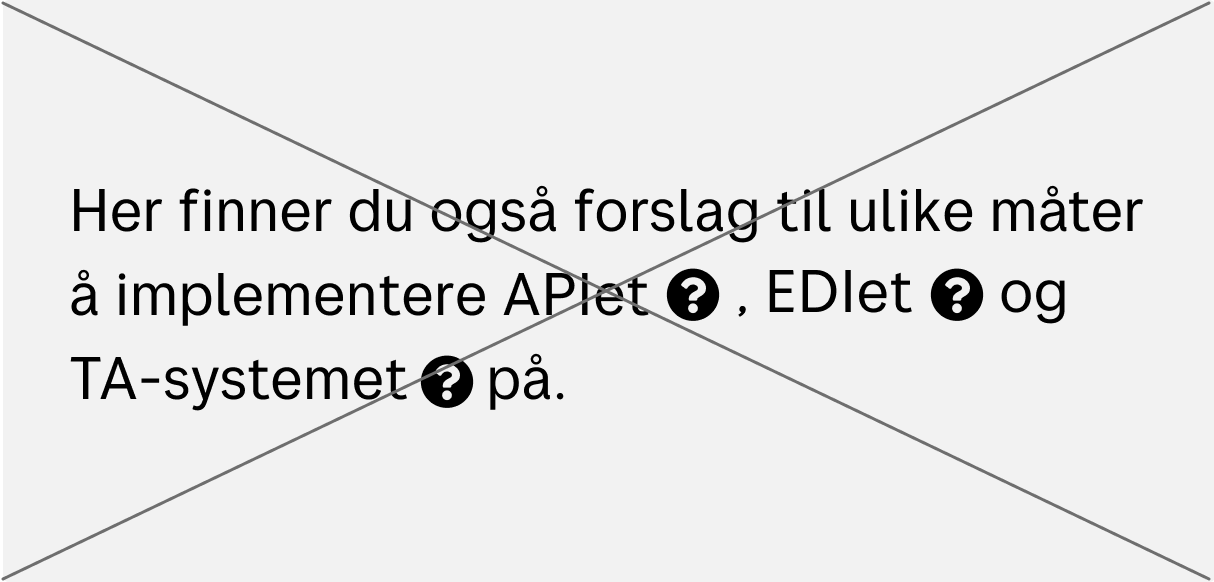 Her finner du også forslag til ulike måter
å implementere APIet ? , EDIet ? og
TA-systemet ? på.